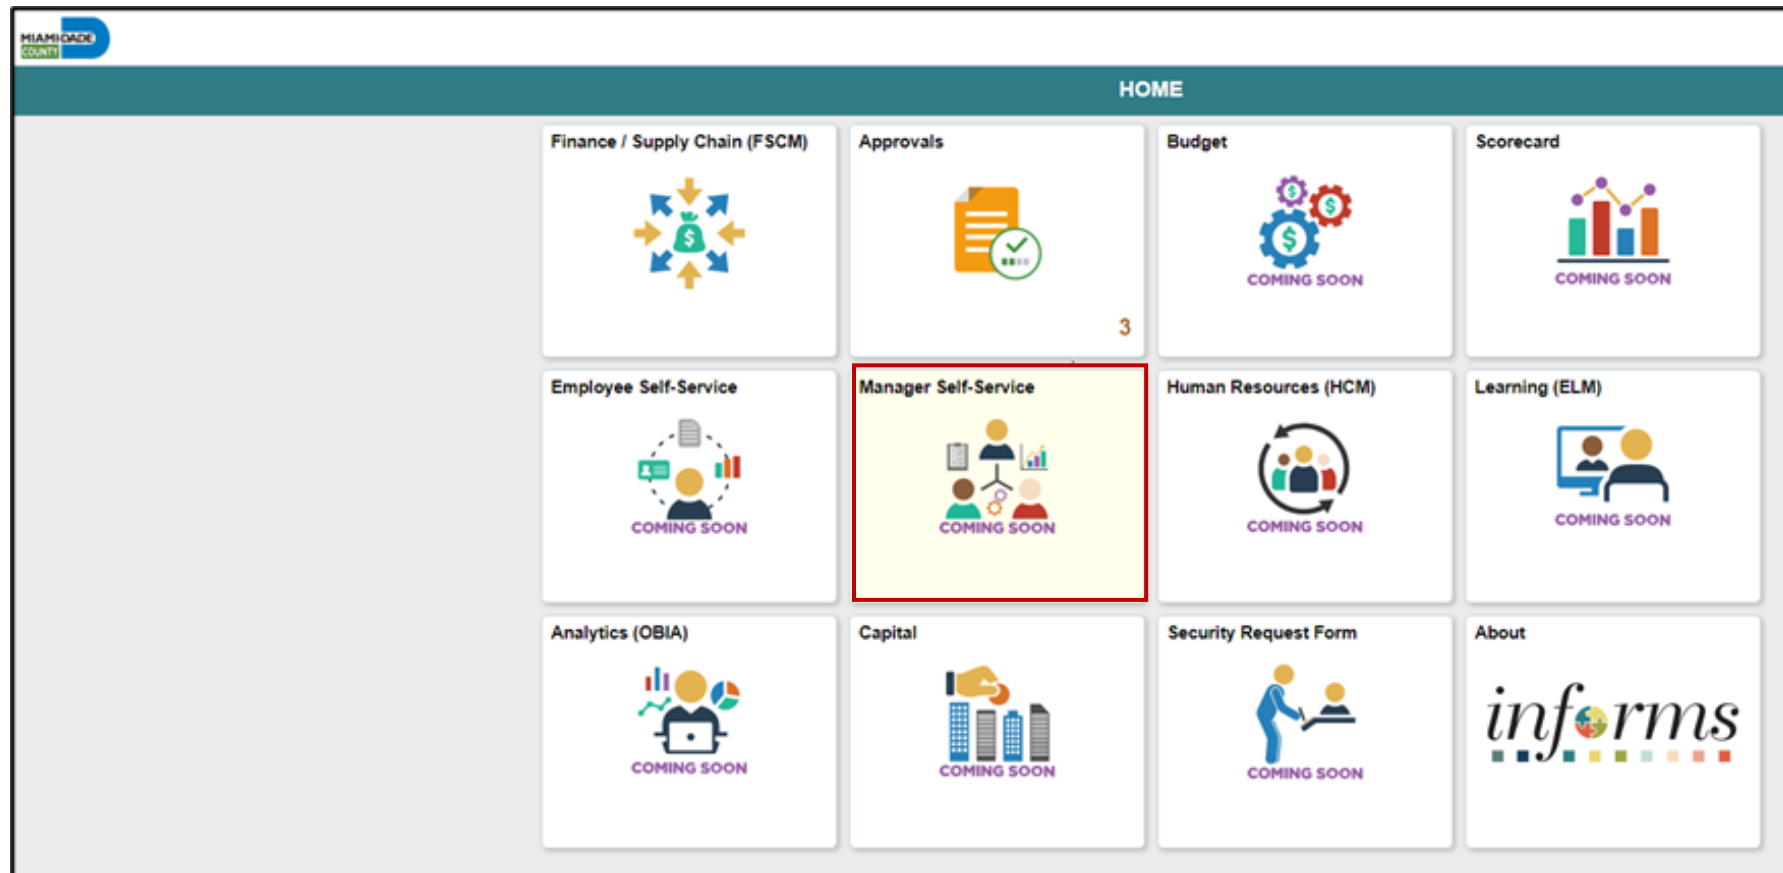 MIAMI-DADE
COUNTY
HOME
Finance / Supply Chain (FSCM)
Approvals
3
Budget
COMING SOON
Scorecard
COMING SOON
Employee Self-Service
COMING SOON
Manager Self-Service
COMING SOON
Human Resources (HCM)
COMING SOON
Learning (ELM)
COMING SOON
Analytics (OBIA)
COMING SOON
Capital
COMING SOON
Security Request Form
COMING SOON
About
informs